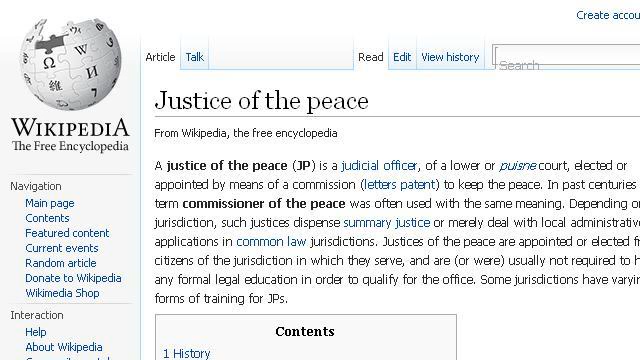 Create accou
WIKIPEDIA
The Free Encyclopedia
Article Talk Read Edit View history Search
Justice of the peace
From Wikipedia, the free encyclopedia
A justice of the peace (JP) is a judicial officer, of a lower or puisne court, elected or
appointed by means of a commission (letters patent) to keep the peace. In past centuries
term commissioner of the peace was often used with the same meaning. Depending on
jurisdiction, such justices dispense summary justice or merely deal with local administrative
applications in common law jurisdictions. Justices of the peace are appointed or elected fr
citizens of the jurisdiction in which they serve, and are (or were) usually not required to h
any formal legal education in order to qualify for the office. Some jurisdictions have varyin
forms of training for JPs.
Navigation
Main page
Contents
Featured content
Current events
Random article
Donate to Wikipedia
Wikimedia Shop
Interaction
Help
About Wikipedia
Contents
1 History